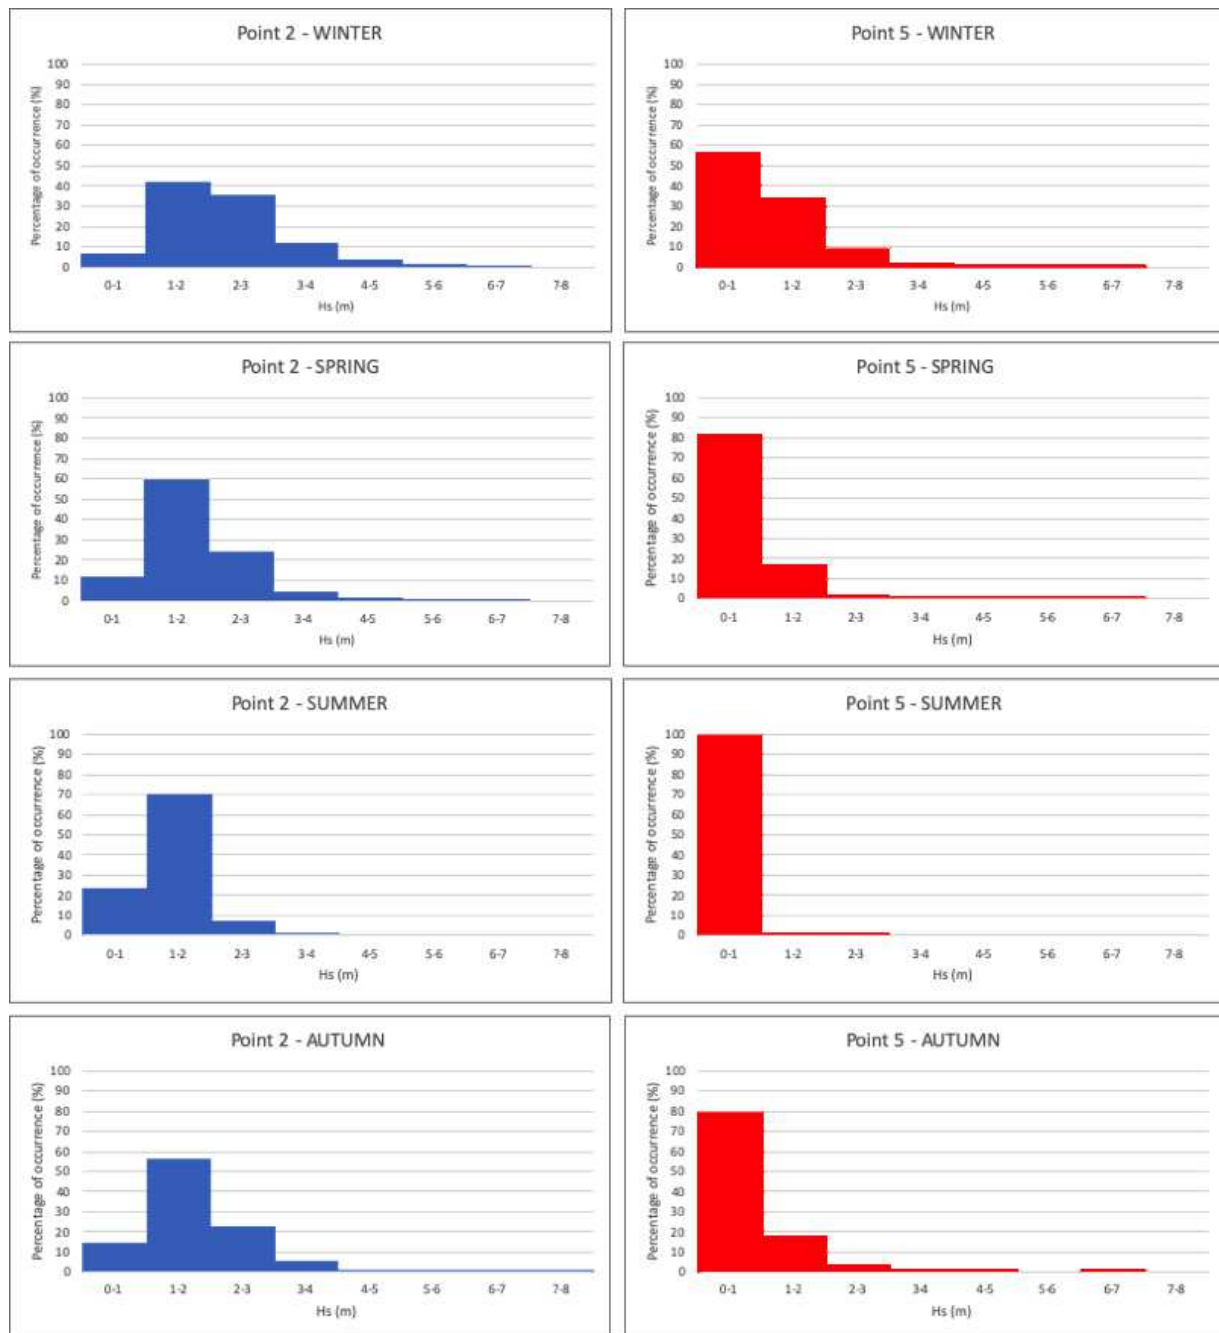 Point 2 - WINTER
Percentage of occurrence (%)
100
90
80
70
60
50
40
30
20
10
0
0-1 1-2 2-3 3-4 4-5 5-6 6-7 7-8
Hs (m)
Point 5 - WINTER
Percentage of occurrence (%)
100
90
80
70
60
50
40
30
20
10
0
0-1 1-2 2-3 3-4 4-5 5-6 6-7 7-8
Hs (m)
Point 2 - SPRING
Percentage of occurrence (%)
100
90
80
70
60
50
40
30
20
10
0
0-1 1-2 2-3 3-4 4-5 5-6 6-7 7-8
Hs (m)
Point 5 - SPRING
Percentage of occurrence (%)
100
90
80
70
60
50
40
30
20
10
0
0-1 1-2 2-3 3-4 4-5 5-6 6-7 7-8
Hs (m)
Point 2 - SUMMER
Percentage of occurrence (%)
100
90
80
70
60
50
40
30
20
10
0
0-1 1-2 2-3 3-4 4-5 5-6 6-7 7-8
Hs (m)
Point 5 - SUMMER
Percentage of occurrence (%)
100
90
80
70
60
50
40
30
20
10
0
0-1 1-2 2-3 3-4 4-5 5-6 6-7 7-8
Hs (m)
Point 2 - AUTUMN
Percentage of occurrence (%)
100
90
80
70
60
50
40
30
20
10
0
0-1 1-2 2-3 3-4 4-5 5-6 6-7 7-8
Hs (m)
Point 5 - AUTUMN
Percentage of occurrence (%)
100
90
80
70
60
50
40
30
20
10
0
0-1 1-2 2-3 3-4 4-5 5-6 6-7 7-8
Hs (m)